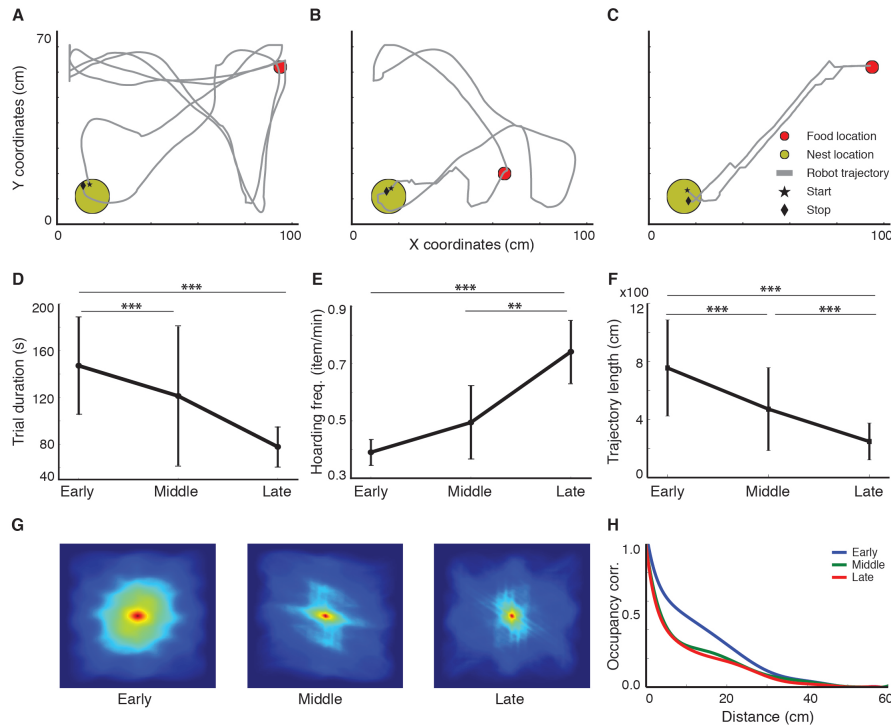 A
B
C
70
Y coordinates (cm)
0
0
100
0
100
0
100
X coordinates (cm)
Food location
Nest location
Robot trajectory
Start
Stop
D
E
F
200
160
120
80
40
Trial duration (s)
***
***
Early
Middle
Late
0.9
0.7
0.5
0.3
Hoarding freq. (item/min)
***
**
Early
Middle
Late
x100
12
8
4
0
Trajectory length (cm)
***
***
***
Early
Middle
Late
G
Early
Middle
Late
H
1.0
0.5
0.0
Occupancy corr.
Early
Middle
Late
0
20
40
60
Distance (cm)